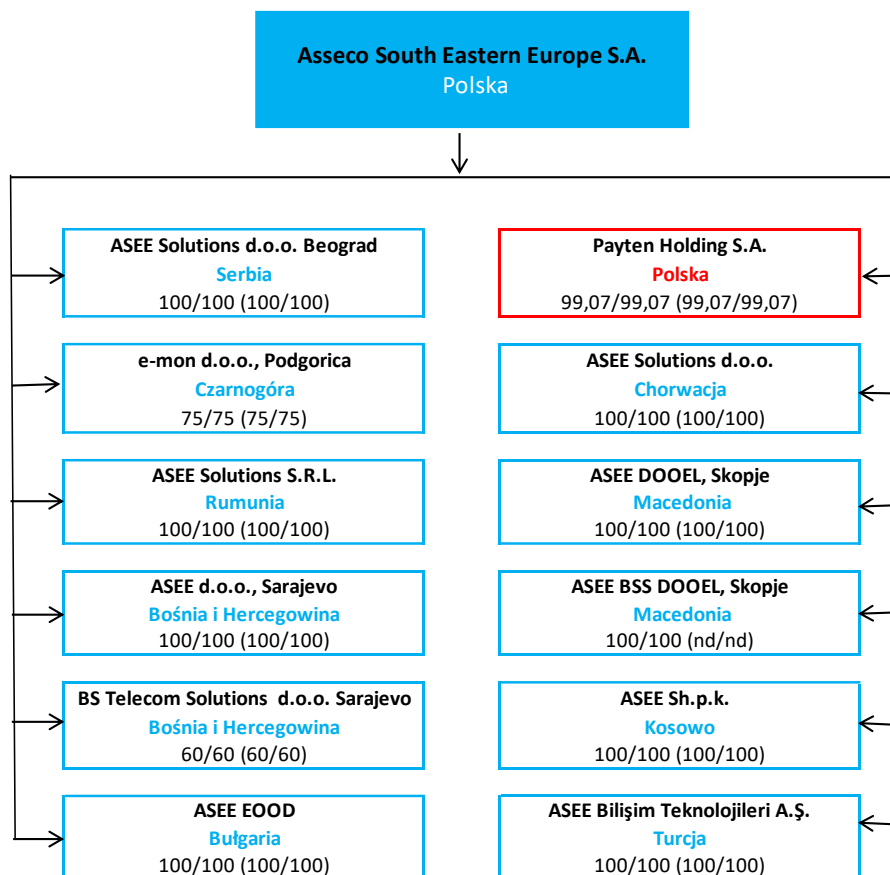 Asseco South Eastern Europe S.A.
Polska
ASEE Solutions d.o.o. Beograd
Serbia
100/100 (100/100)
Payten Holding S.A.
Polska
99,07/99,07 (99,07/99,07)
e-mon d.o.o., Podgorica
Czarnogóra
75/75 (75/75)
ASEE Solutions d.o.o.
Chorwacja
100/100 (100/100)
ASEE Solutions S.R.L.
Rumunia
100/100 (100/100)
ASEE DOOEL, Skopje
Macedonia
100/100 (100/100)
ASEE d.o.o., Sarajevo
Bośnia i Hercegowina
100/100 (100/100)
ASEE BSS DOOEL, Skopje
Macedonia
100/100 (nd/nd)
BS Telecom Solutions  d.o.o. Sarajevo
Bośnia i Hercegowina
60/60 (60/60)
ASEE Sh.p.k.
Kosowo
100/100 (100/100)
ASEE EOOD
Bułgaria
100/100 (100/100)
ASEE Bilişim Teknolojileri A.Ş.
Turcja
100/100 (100/100)